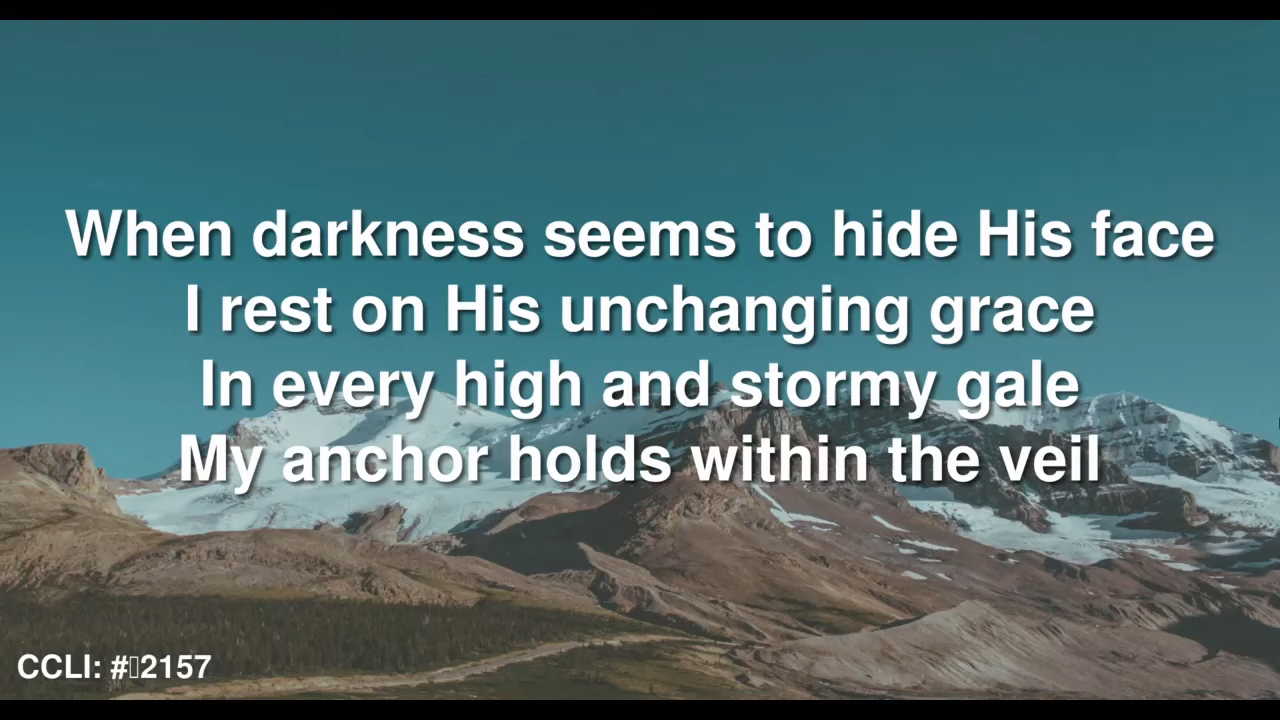 When darkness seems to hide His face
I rest on His unchanging grace
In every high and stormy gale
My anchor holds within the veil
CCLI: #▯2157